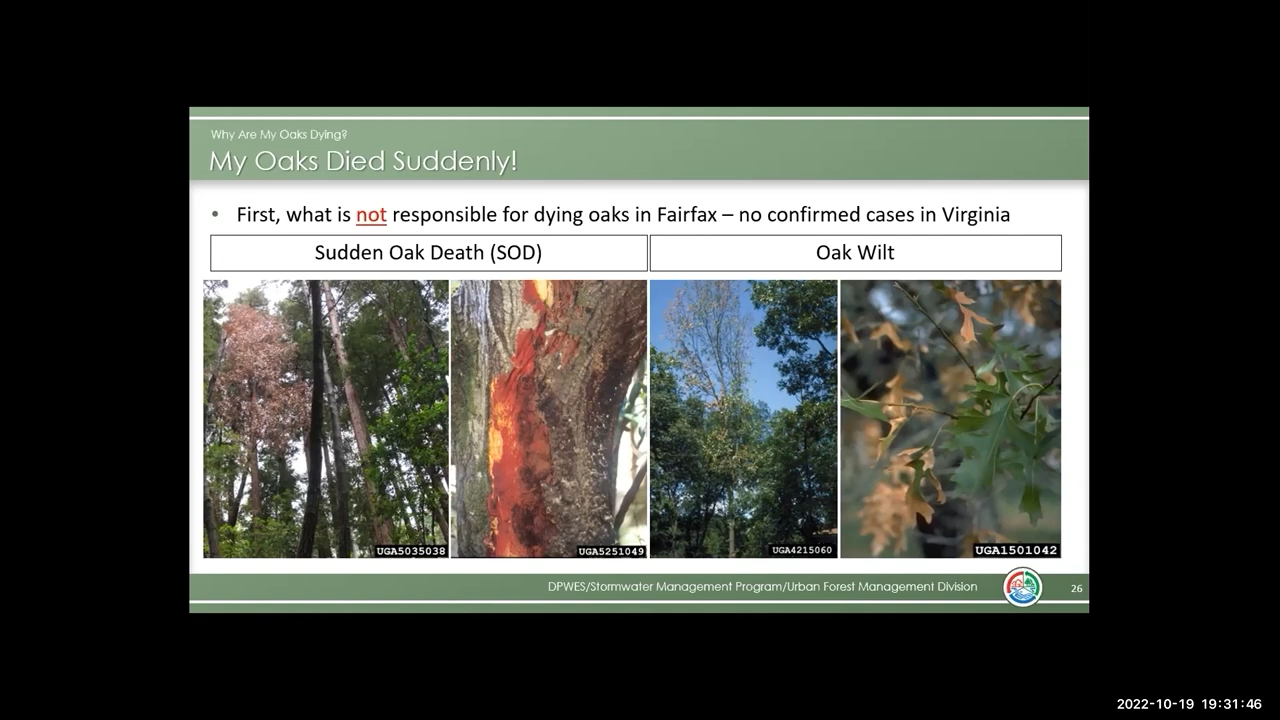 Why Are My Oaks Dying?
My Oaks Died Suddenly!
• First, what is not responsible for dying oaks in Fairfax – no confirmed cases in Virginia
Sudden Oak Death (SOD)
Oak Wilt
UGA5035038
UGA5251049
UGA4215060
UGA1501042
DPWES/Stormwater Management Program/Urban Forest Management Division
26
2022-10-19 19:31:46